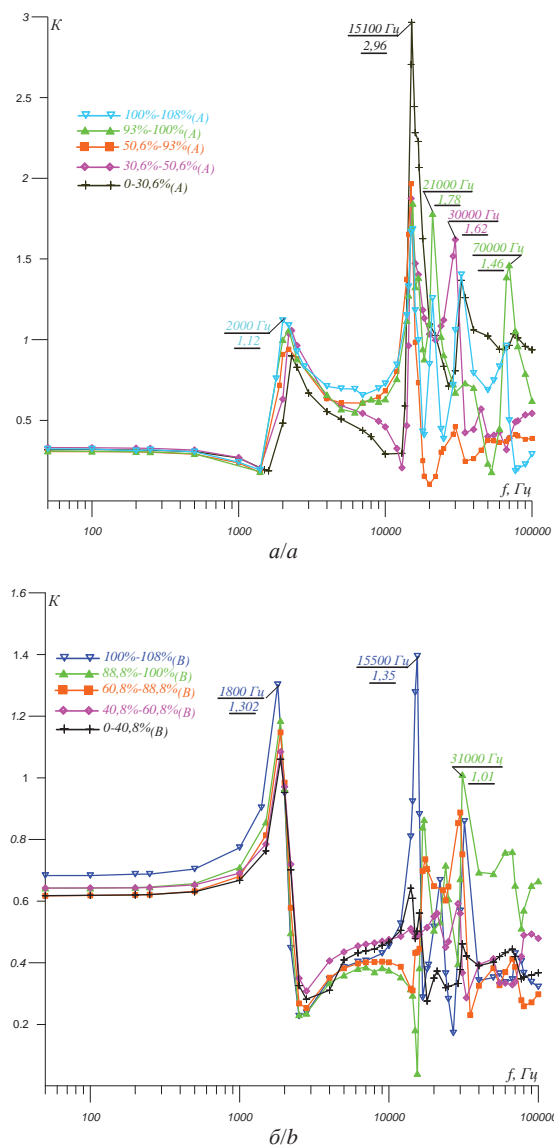 3
K
15100 Гц
2,96
2.5
100%-108%(A)
93%-100%(A)
50,6%-93%(A)
30,6%-50,6%(A)
0-30,6%(A)
2
21000 Гц
1,78
30000 Гц
1,62
1.5
70000 Гц
1,46
2000 Гц
1,12
1
0.5
100 1000 10000 100000
f, Гц
а/a
1.6
K
100%-108%(B)
88,8%-100%(B)
60,8%-88,8%(B)
40,8%-60,8%(B)
0-40,8%(B)
1.4
15500 Гц
1,35
1800 Гц
1,302
1.2
31000 Гц
1,01
1
0.8
0.6
0.4
0.2
f, Гц
100 1000 10000 100000
б/b